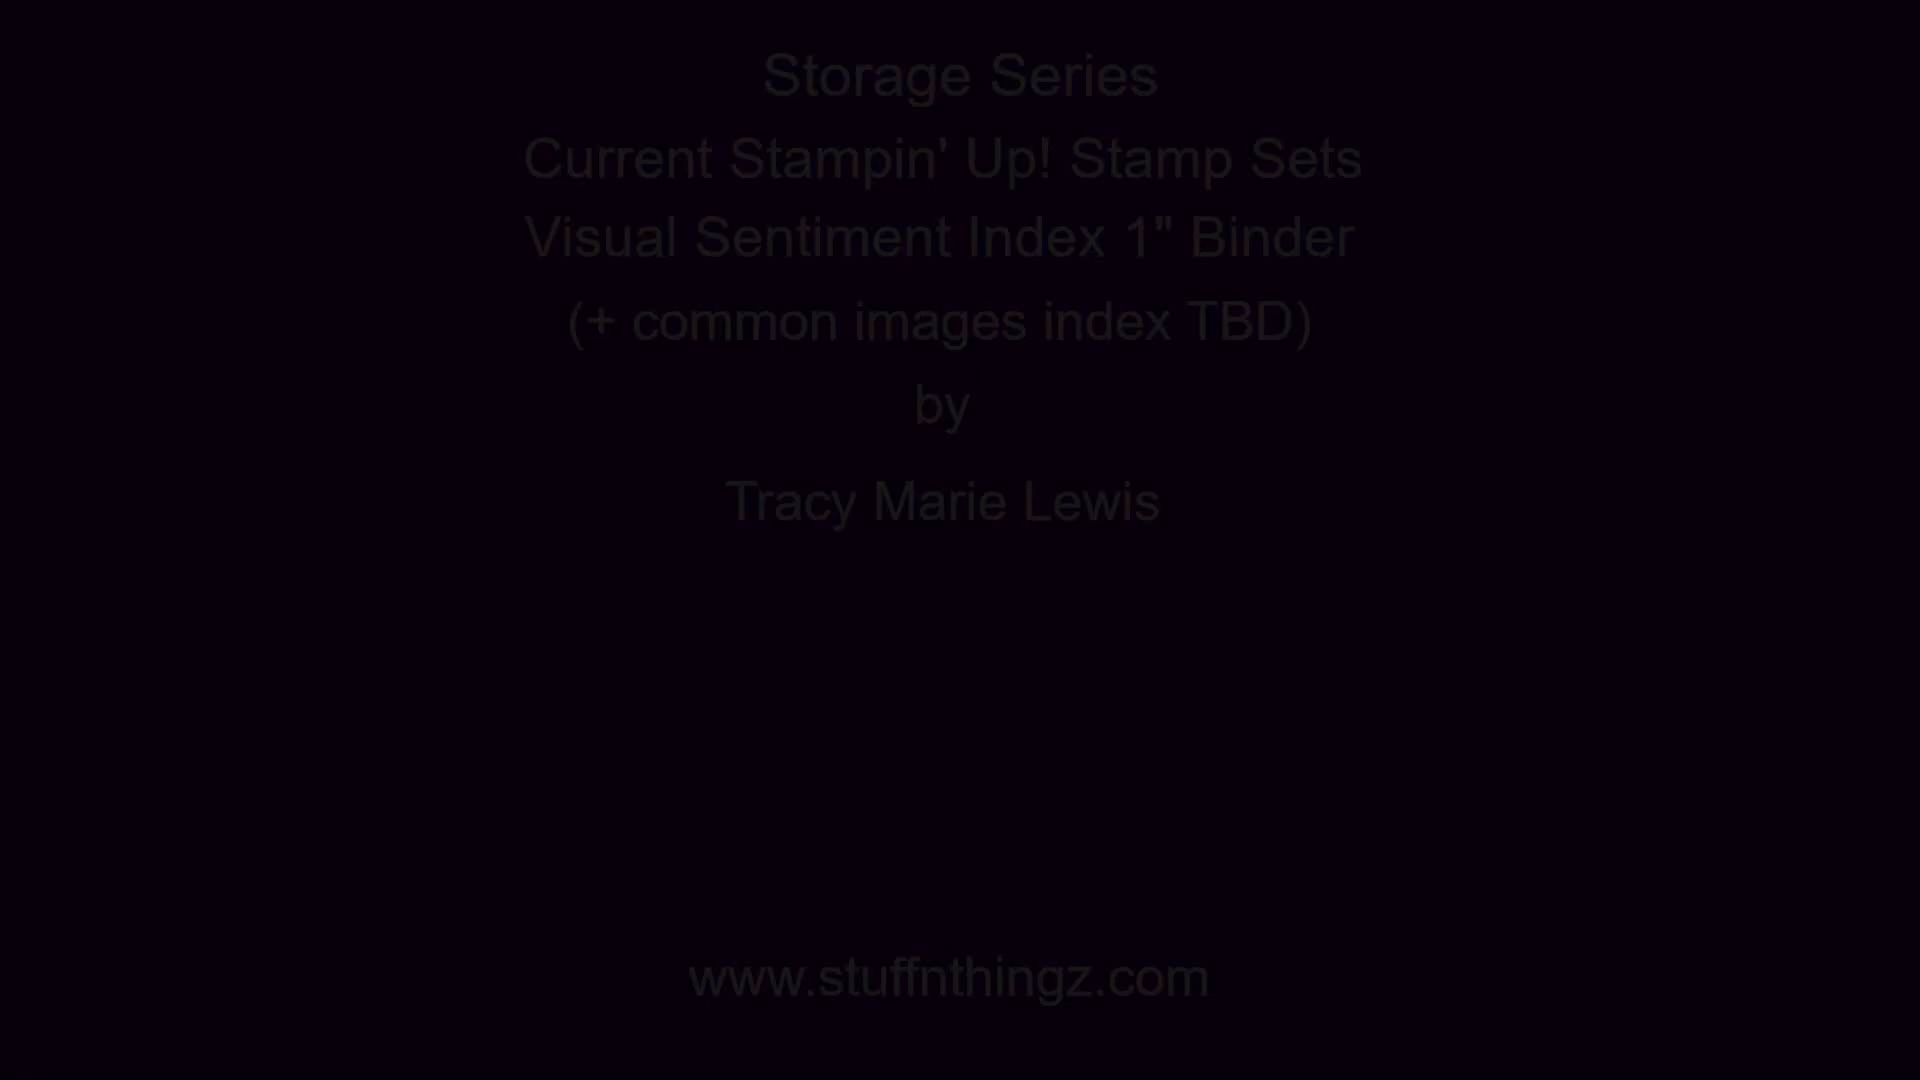 Storage Series
Current Stampin' Up! Stamp Sets
Visual Sentiment Index 1" Binder
(+ common images index TBD)
by
Tracy Marie Lewis
www.stuffnthingz.com